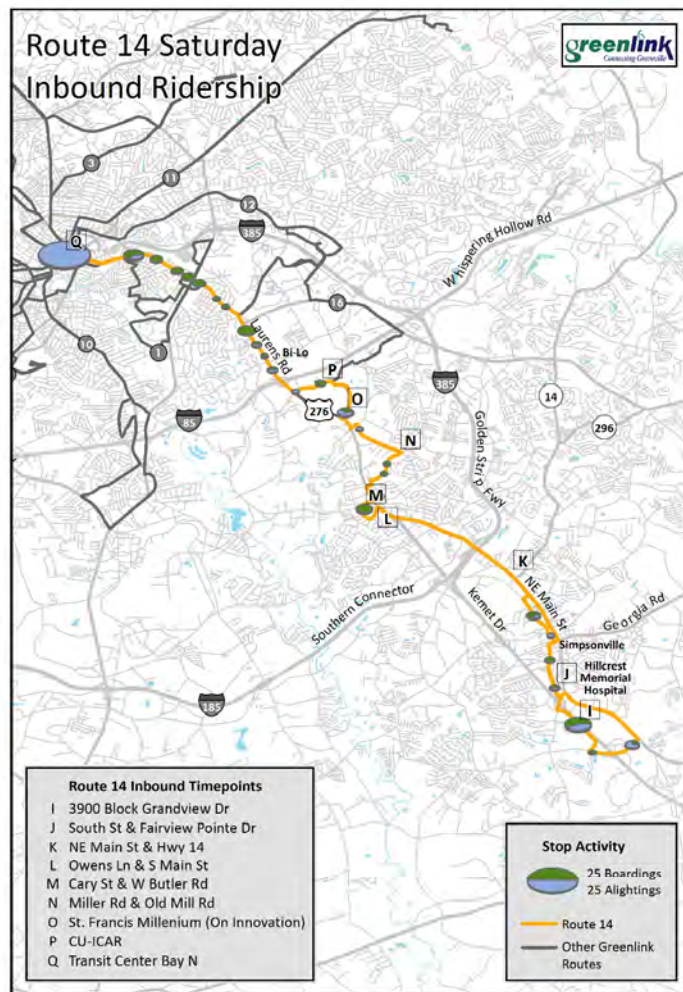 Route 14 Saturday
Inbound Ridership
greenlink
Connecting Greenville
3
11
12
Q
385
Whispering Hollow Rd
16
10
1
Laurens Rd
Bi-Lo
P
385
85
276
O
14
N
296
Golden Strip Fwy
M
L
K
NE Main St
Southern Connector
Kemet Dr
Georgia Rd
Simpsonville
J
Hillcrest
Memorial
Hospital
185
I
Route 14 Inbound Timepoints
I 3900 Block Grandview Dr
J South St & Fairview Pointe Dr
K NE Main St & Hwy 14
L Owens Ln & S Main St
M Cary St & W Butler Rd
N Miller Rd & Old Mill Rd
O St. Francis Millenium (On Innovation)
P CU-ICAR
Q Transit Center Bay N
Stop Activity
25 Boardings
25 Alightings
Route 14
Other Greenlink
Routes